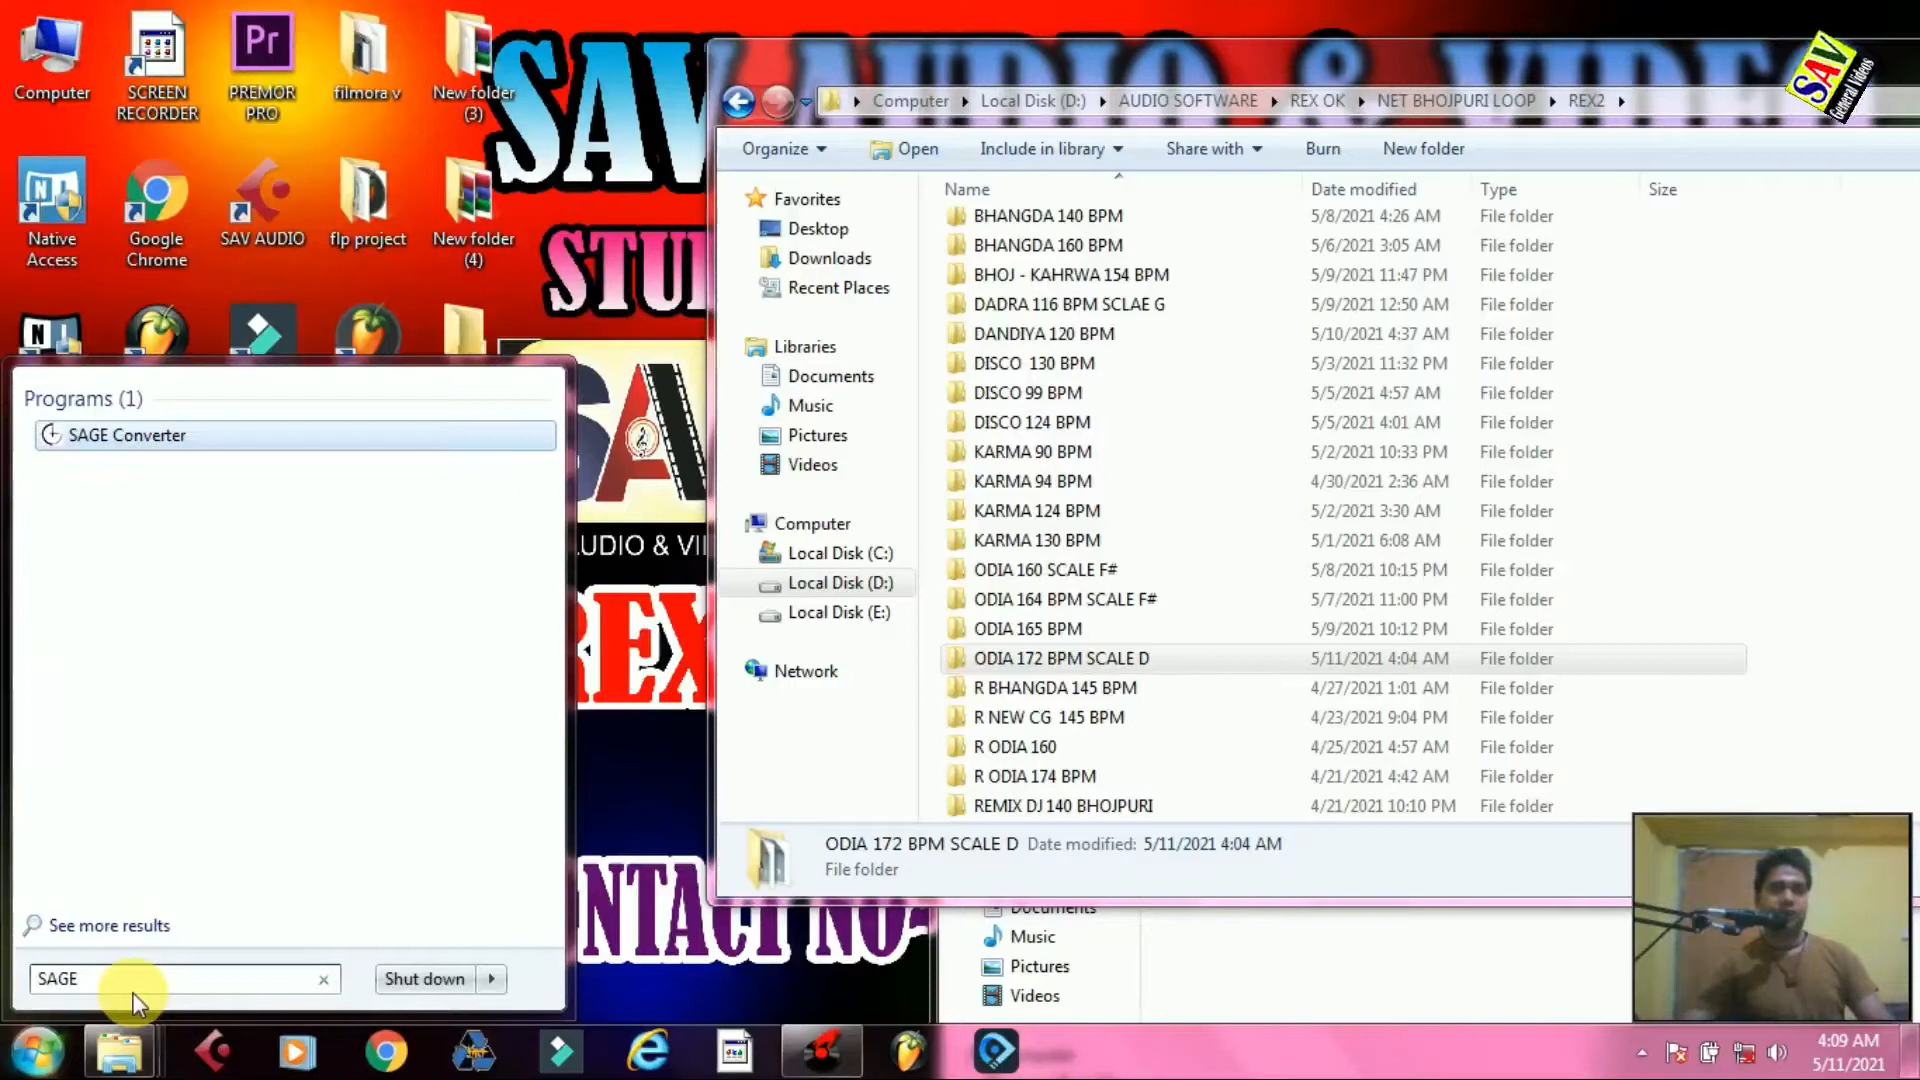 Computer
SCREEN RECORDER
Pr
PREMOR PRO
filmora v
New folder (3)
Native Access
Google Chrome
SAV AUDIO
flp project
New folder (4)
SAV AUDIO & VIDE
STU
AUDIO & VI
REX
NTACT NO-
Programs (1)
SAGE Converter
See more results
SAGE
Shut down
Computer
Local Disk (D:)
AUDIO SOFTWARE
REX OK
NET BHOJPURI LOOP
REX2
SAV
General Videos
Organize
Open
Include in library
Share with
Burn
New folder
Favorites
Desktop
Downloads
Recent Places
Libraries
Documents
Music
Pictures
Videos
Computer
Local Disk (C:)
Local Disk (D:)
Local Disk (E:)
Network
Name Date modified Type Size
BHANGDA 140 BPM 5/8/2021 4:26 AM File folder
BHANGDA 160 BPM 5/6/2021 3:05 AM File folder
BHOJ - KAHRWA 154 BPM 5/9/2021 11:47 PM File folder
DADRA 116 BPM SCLAE G 5/9/2021 12:50 AM File folder
DANDIYA 120 BPM 5/10/2021 4:37 AM File folder
DISCO  130 BPM 5/3/2021 11:32 PM File folder
DISCO 99 BPM 5/5/2021 4:57 AM File folder
DISCO 124 BPM 5/5/2021 4:01 AM File folder
KARMA 90 BPM 5/2/2021 10:33 PM File folder
KARMA 94 BPM 4/30/2021 2:36 AM File folder
KARMA 124 BPM 5/2/2021 3:30 AM File folder
KARMA 130 BPM 5/1/2021 6:08 AM File folder
ODIA 160 SCALE F# 5/8/2021 10:15 PM File folder
ODIA 164 BPM SCALE F# 5/7/2021 11:00 PM File folder
ODIA 165 BPM 5/9/2021 10:12 PM File folder
ODIA 172 BPM SCALE D 5/11/2021 4:04 AM File folder
R BHANGDA 145 BPM 4/27/2021 1:01 AM File folder
R NEW CG  145 BPM 4/23/2021 9:04 PM File folder
R ODIA 160 4/25/2021 4:57 AM File folder
R ODIA 174 BPM 4/21/2021 4:42 AM File folder
REMIX DJ 140 BHOJPURI 4/21/2021 10:10 PM File folder
ODIA 172 BPM SCALE D Date modified: 5/11/2021 4:04 AM
File folder
Documents
Music
Pictures
Videos
4:09 AM
5/11/2021